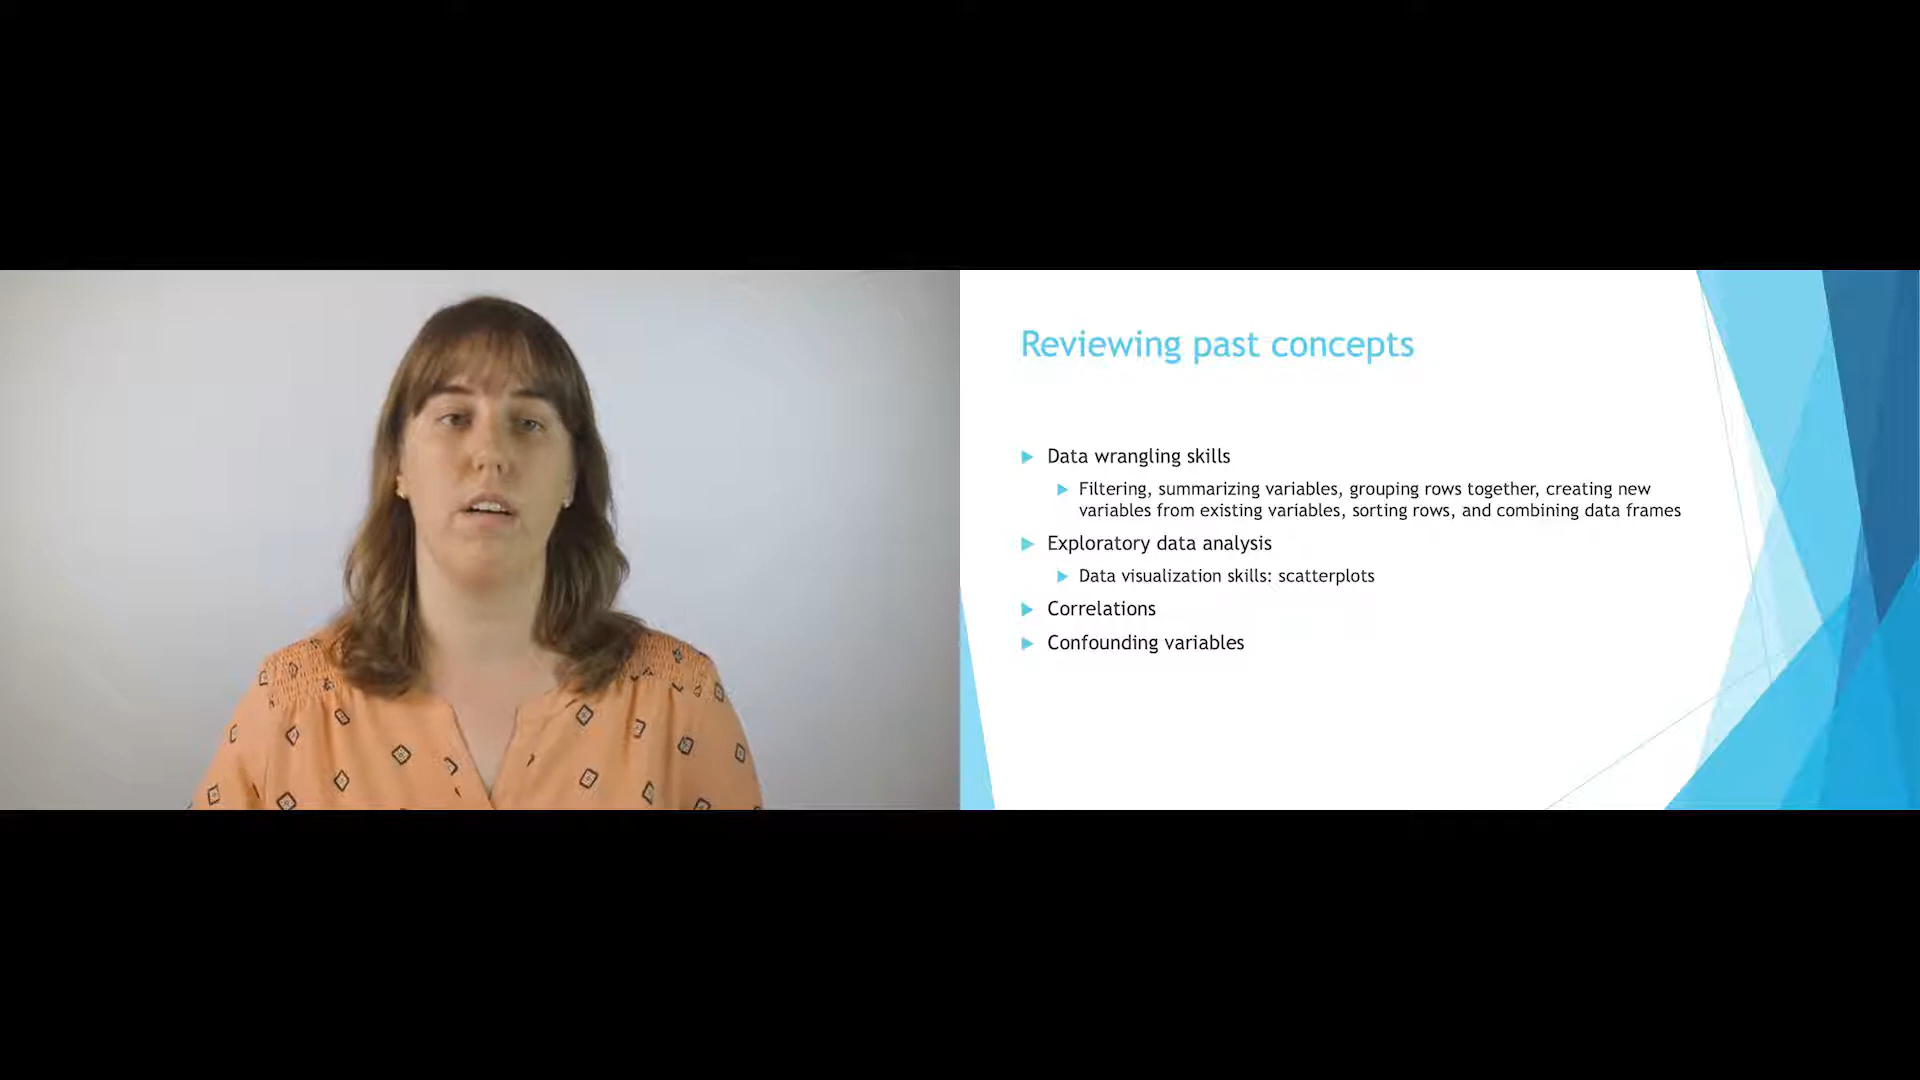 Reviewing past concepts
Data wrangling skills
Filtering, summarizing variables, grouping rows together, creating new
variables from existing variables, sorting rows, and combining data frames
Exploratory data analysis
Data visualization skills: scatterplots
Correlations
Confounding variables